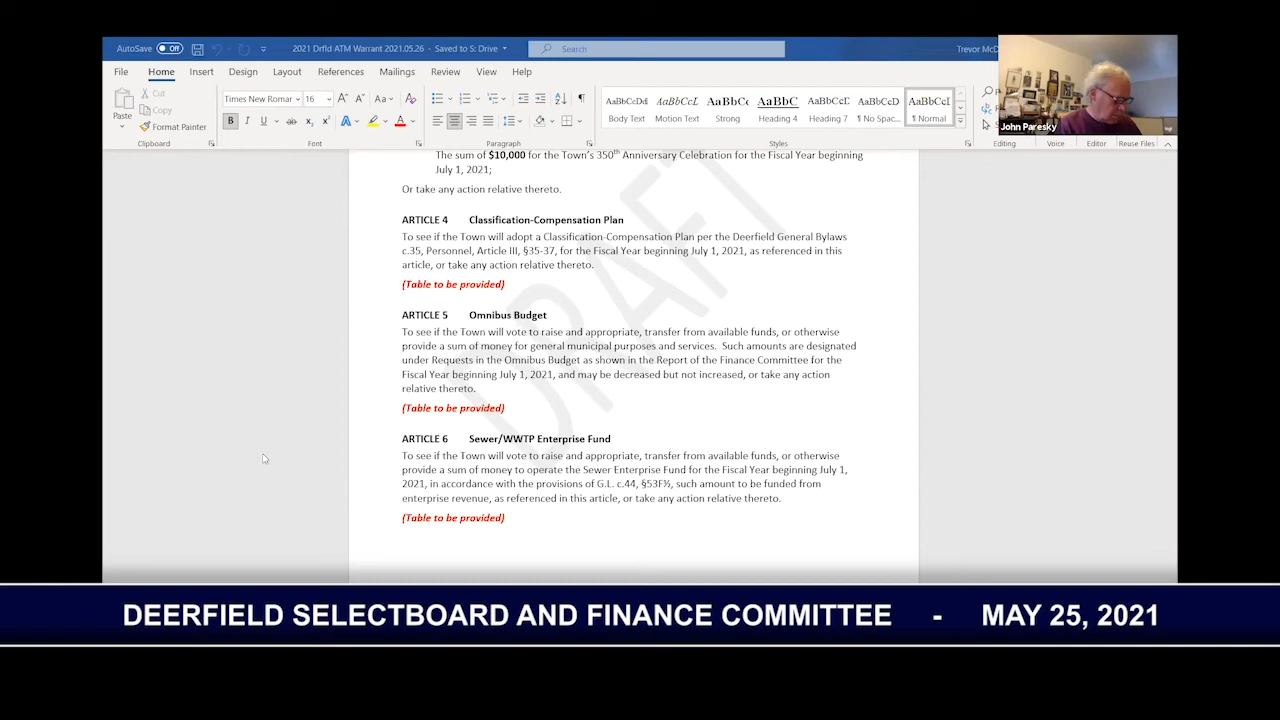 AutoSave Off 2021 Drfld ATM Warrant 2021.05.26 - Saved to S: Drive Search Trevor McD
File Home Insert Design Layout References Mailings Review View Help
Cut
Copy
Paste Format Painter
Times New Romar 16
AaBbCcDd AaBbCcL AaBbCc AaBbC AaBbCcL AaBbCcD AaBbCcI
Body Text Motion Text Strong Heading 4 Heading 7 ¶ No Spac... ¶ Normal
Clipboard Font Paragraph Styles Editing Voice Editor Reuse Files
John Paresky
The sum of $10,000 for the Town's 350th Anniversary Celebration for the Fiscal Year beginning
July 1, 2021;
Or take any action relative thereto.
ARTICLE 4 Classification-Compensation Plan
To see if the Town will adopt a Classification-Compensation Plan per the Deerfield General Bylaws
c.35, Personnel, Article III, §35-37, for the Fiscal Year beginning July 1, 2021, as referenced in this
article, or take any action relative thereto.
(Table to be provided)
ARTICLE 5 Omnibus Budget
To see if the Town will vote to raise and appropriate, transfer from available funds, or otherwise
provide a sum of money for general municipal purposes and services. Such amounts are designated
under Requests in the Omnibus Budget as shown in the Report of the Finance Committee for the
Fiscal Year beginning July 1, 2021, and may be decreased but not increased, or take any action
relative thereto.
(Table to be provided)
ARTICLE 6 Sewer/WWTP Enterprise Fund
To see if the Town will vote to raise and appropriate, transfer from available funds, or otherwise
provide a sum of money to operate the Sewer Enterprise Fund for the Fiscal Year beginning July 1,
2021, in accordance with the provisions of G.L. c.44, §53F½, such amount to be funded from
enterprise revenue, as referenced in this article, or take any action relative thereto.
(Table to be provided)
DRAFT
DEERFIELD SELECTBOARD AND FINANCE COMMITTEE - MAY 25, 2021